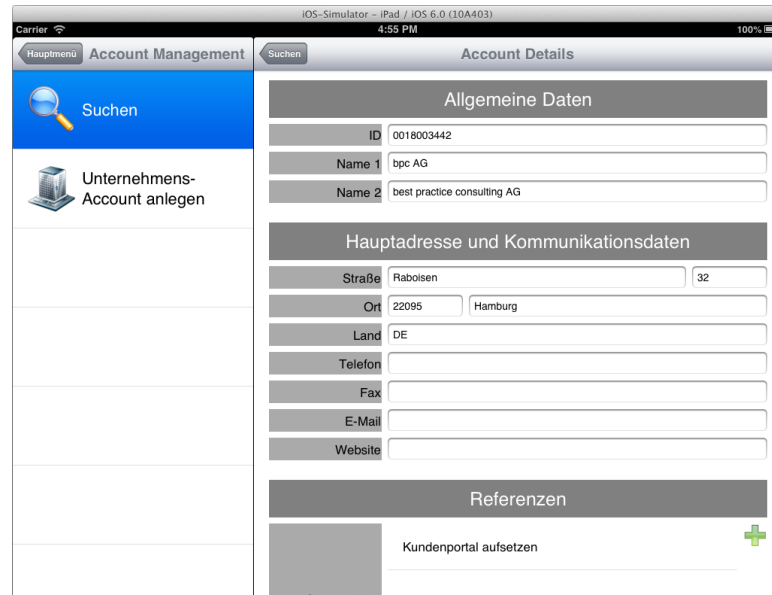 iOS-Simulator – iPad / iOS 6.0 (10A403)
Carrier 4:55 PM 100%
Hauptmenü Account Management
Suchen Account Details
Suchen
Unternehmens-
Account anlegen
Allgemeine Daten
ID 0018003442
Name 1 bpc AG
Name 2 best practice consulting AG
Hauptadresse und Kommunikationsdaten
Straße Raboisen 32
Ort 22095 Hamburg
Land DE
Telefon
Fax
E-Mail
Website
Referenzen
Kundenportal aufsetzen